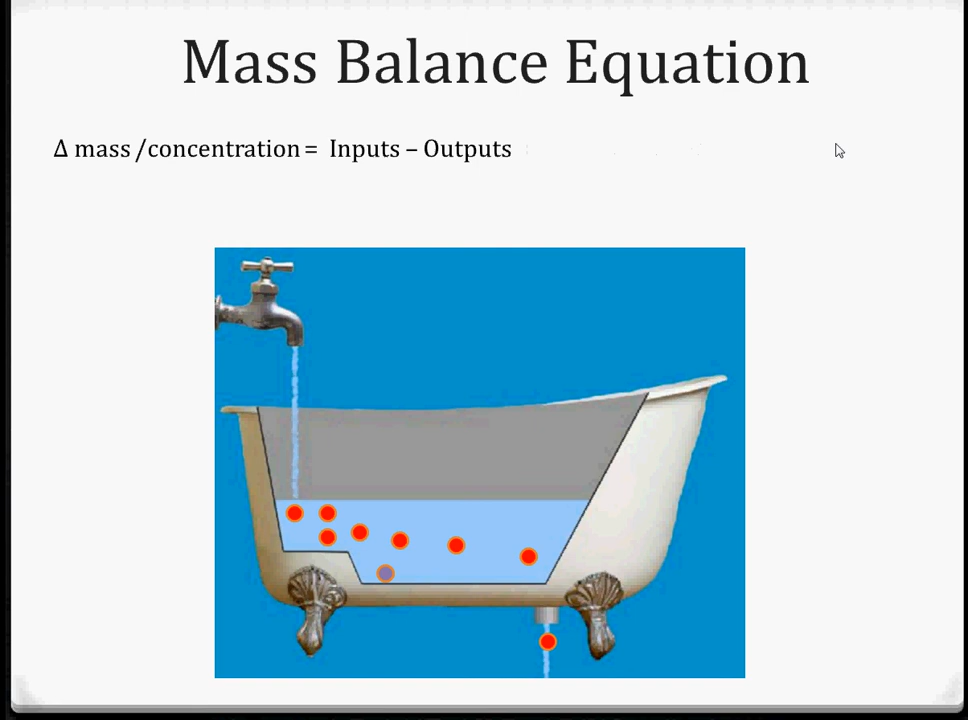 Mass Balance Equation
Δ mass /concentration = Inputs – Outputs